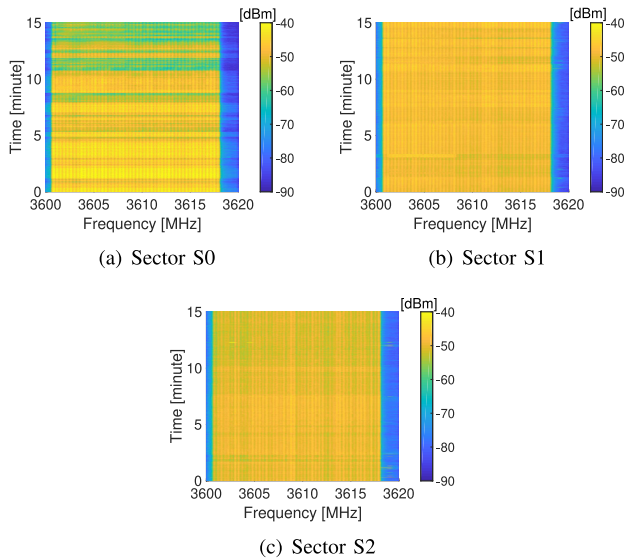 [dBm]
15
10
5
0
Time [minute]
3600 3605 3610 3615 3620
Frequency [MHz]
-40
-50
-60
-70
-80
-90
(a) Sector S0
[dBm]
15
10
5
0
Time [minute]
3600 3605 3610 3615 3620
Frequency [MHz]
-40
-50
-60
-70
-80
-90
(b) Sector S1
[dBm]
15
10
5
0
Time [minute]
3600 3605 3610 3615 3620
Frequency [MHz]
-40
-50
-60
-70
-80
-90
(c) Sector S2